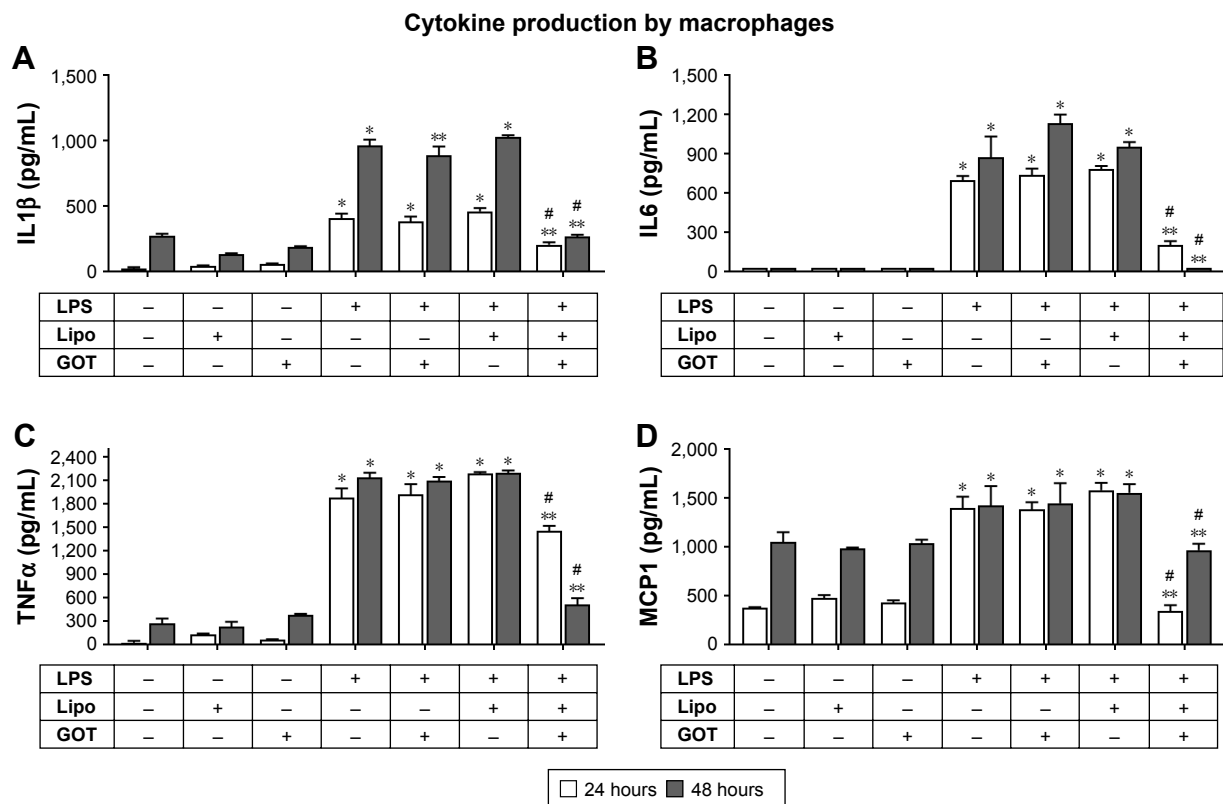 Cytokine production by macrophages
A
1,500
1,000
500
0
IL1β (pg/mL)
* * * ** * * # ** # **
LPS – – – + + + +
Lipo – + – – – + +
GOT – – + – + – +
B
1,500
1,200
900
600
300
0
IL6 (pg/mL)
* * * * * * # ** # **
LPS – – – + + + +
Lipo – + – – – + +
GOT – – + – + – +
C
2,400
2,100
1,800
1,500
1,200
900
600
300
0
TNFα (pg/mL)
* * * * * * # ** # **
LPS – – – + + + +
Lipo – + – – – + +
GOT – – + – + – +
D
2,000
1,500
1,000
500
0
MCP1 (pg/mL)
* * * * * * # ** # **
LPS – – – + + + +
Lipo – + – – – + +
GOT – – + – + – +
24 hours 48 hours